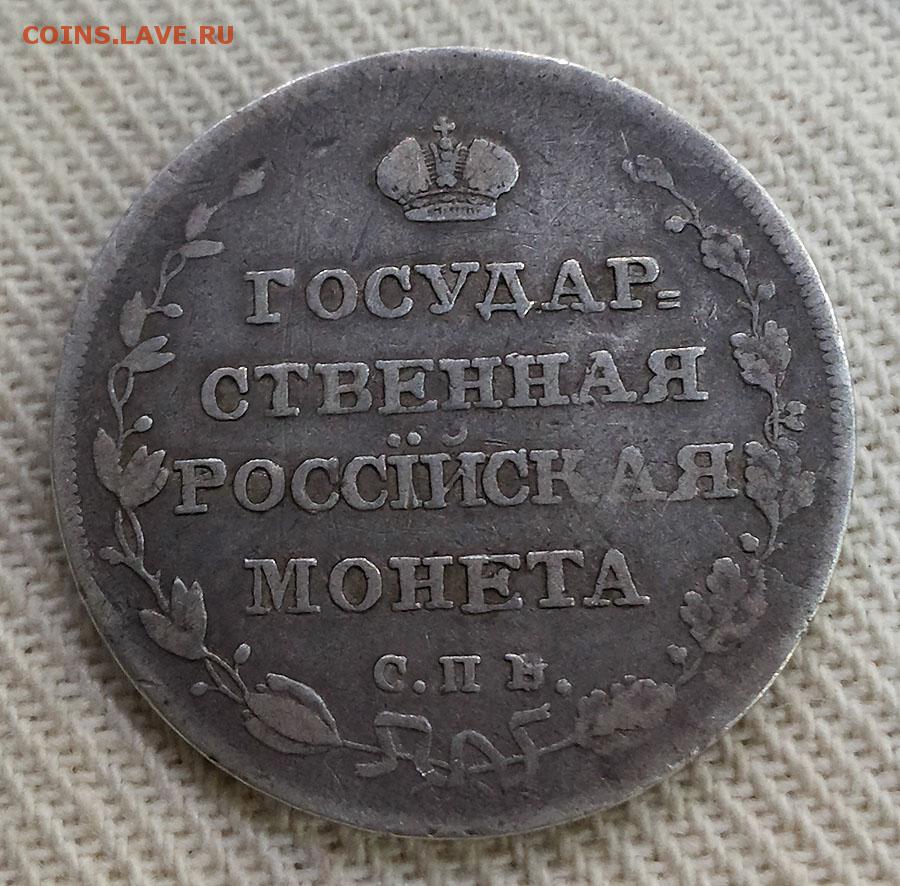 COINS.LAVE.RU
ГОСУДАР=
СТВЕННАЯ
РОССІЙСКАЯ
МОНЕТА
С.П Б.